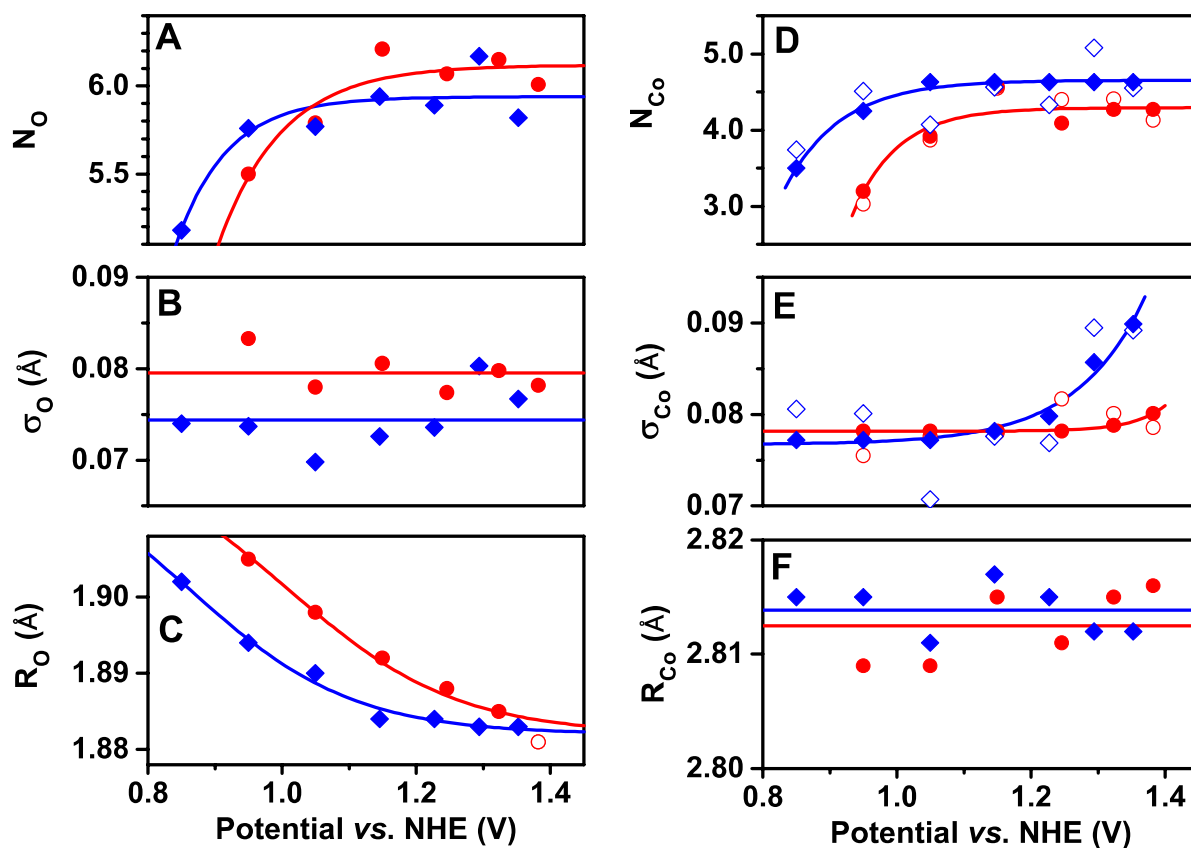 A
N_O
6.0
5.5
B
σ_O (Å)
0.09
0.08
0.07
C
R_O (Å)
1.90
1.89
1.88
0.8 1.0 1.2 1.4
Potential vs. NHE (V)
D
N_Co
5.0
4.0
3.0
E
σ_Co (Å)
0.09
0.08
0.07
F
R_Co (Å)
2.82
2.81
2.80
0.8 1.0 1.2 1.4
Potential vs. NHE (V)